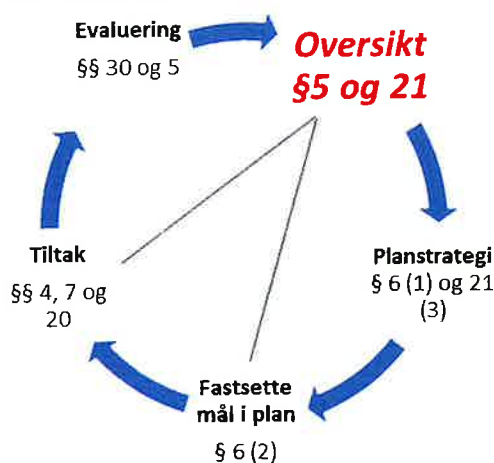 Evaluering
§§ 30 og 5
Oversikt
§5 og 21
Planstrategi
§ 6 (1) og 21
(3)
Fastsette
mål i plan
§ 6 (2)
Tiltak
§§ 4, 7 og
20